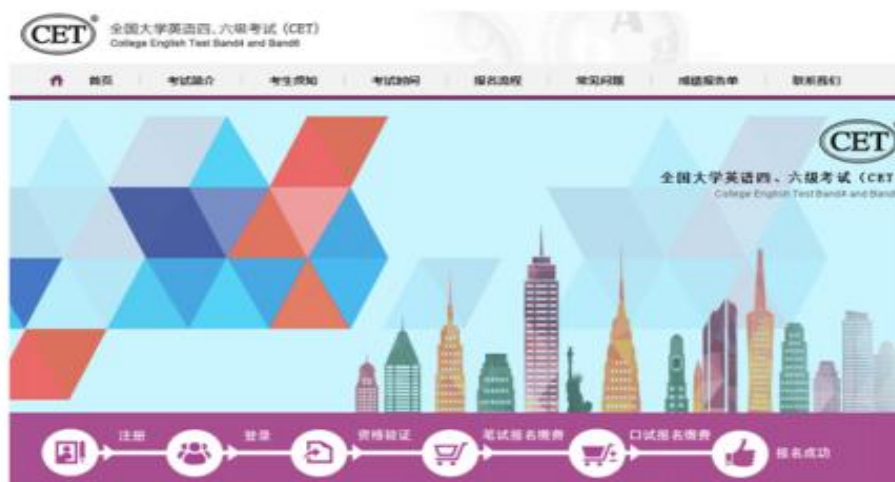 CET
全国大学英语四、六级考试（CET）
College English Test Band4 and Band6
首页 考试简介 考生须知 考试时间 报名流程 常见问题 成绩报告单 联系我们
CET
全国大学英语四、六级考试（CET
College English Test Band4 and Band
注册 登录 资格验证 笔试报名缴费 口试报名缴费 报名成功